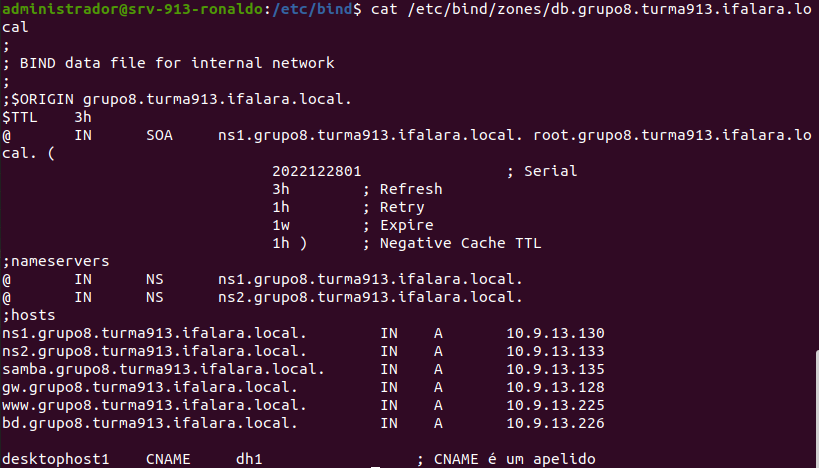 administrador@srv-913-ronaldo:/etc/bind$ cat /etc/bind/zones/db.grupo8.turma913.ifalara.lo
cal
;
; BIND data file for internal network
;
;$ORIGIN grupo8.turma913.ifalara.local.
$TTL    3h
@       IN      SOA     ns1.grupo8.turma913.ifalara.local. root.grupo8.turma913.ifalara.lo
cal. (
                              2022122801                ; Serial
                              3h        ; Refresh
                              1h        ; Retry
                              1w        ; Expire
                              1h )      ; Negative Cache TTL
;nameservers
@       IN      NS      ns1.grupo8.turma913.ifalara.local.
@       IN      NS      ns2.grupo8.turma913.ifalara.local.
;hosts
ns1.grupo8.turma913.ifalara.local.        IN    A       10.9.13.130
ns2.grupo8.turma913.ifalara.local.        IN    A       10.9.13.133
samba.grupo8.turma913.ifalara.local.      IN    A       10.9.13.135
gw.grupo8.turma913.ifalara.local.         IN    A       10.9.13.128
www.grupo8.turma913.ifalara.local.        IN    A       10.9.13.225
bd.grupo8.turma913.ifalara.local.         IN    A       10.9.13.226
desktophost1    CNAME     dh1                 ; CNAME é um apelido